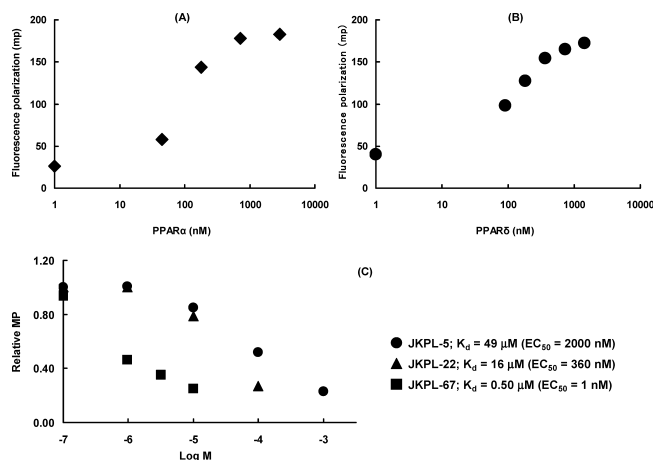 (A)
Fluorescence polarization (mp)
200
150
100
50
0
1 10 100 1000 10000
PPARα (nM)
(B)
Fluorescence polarization (mp)
200
150
100
50
0
1 10 100 1000 10000
PPARδ (nM)
(C)
Relative MP
1.20
0.80
0.40
0.00
-7 -6 -5 -4 -3
Log M
JKPL-5; Kd = 49 μM (EC50 = 2000 nM)
JKPL-22; Kd = 16 μM (EC50 = 360 nM)
JKPL-67; Kd = 0.50 μM (EC50 = 1 nM)